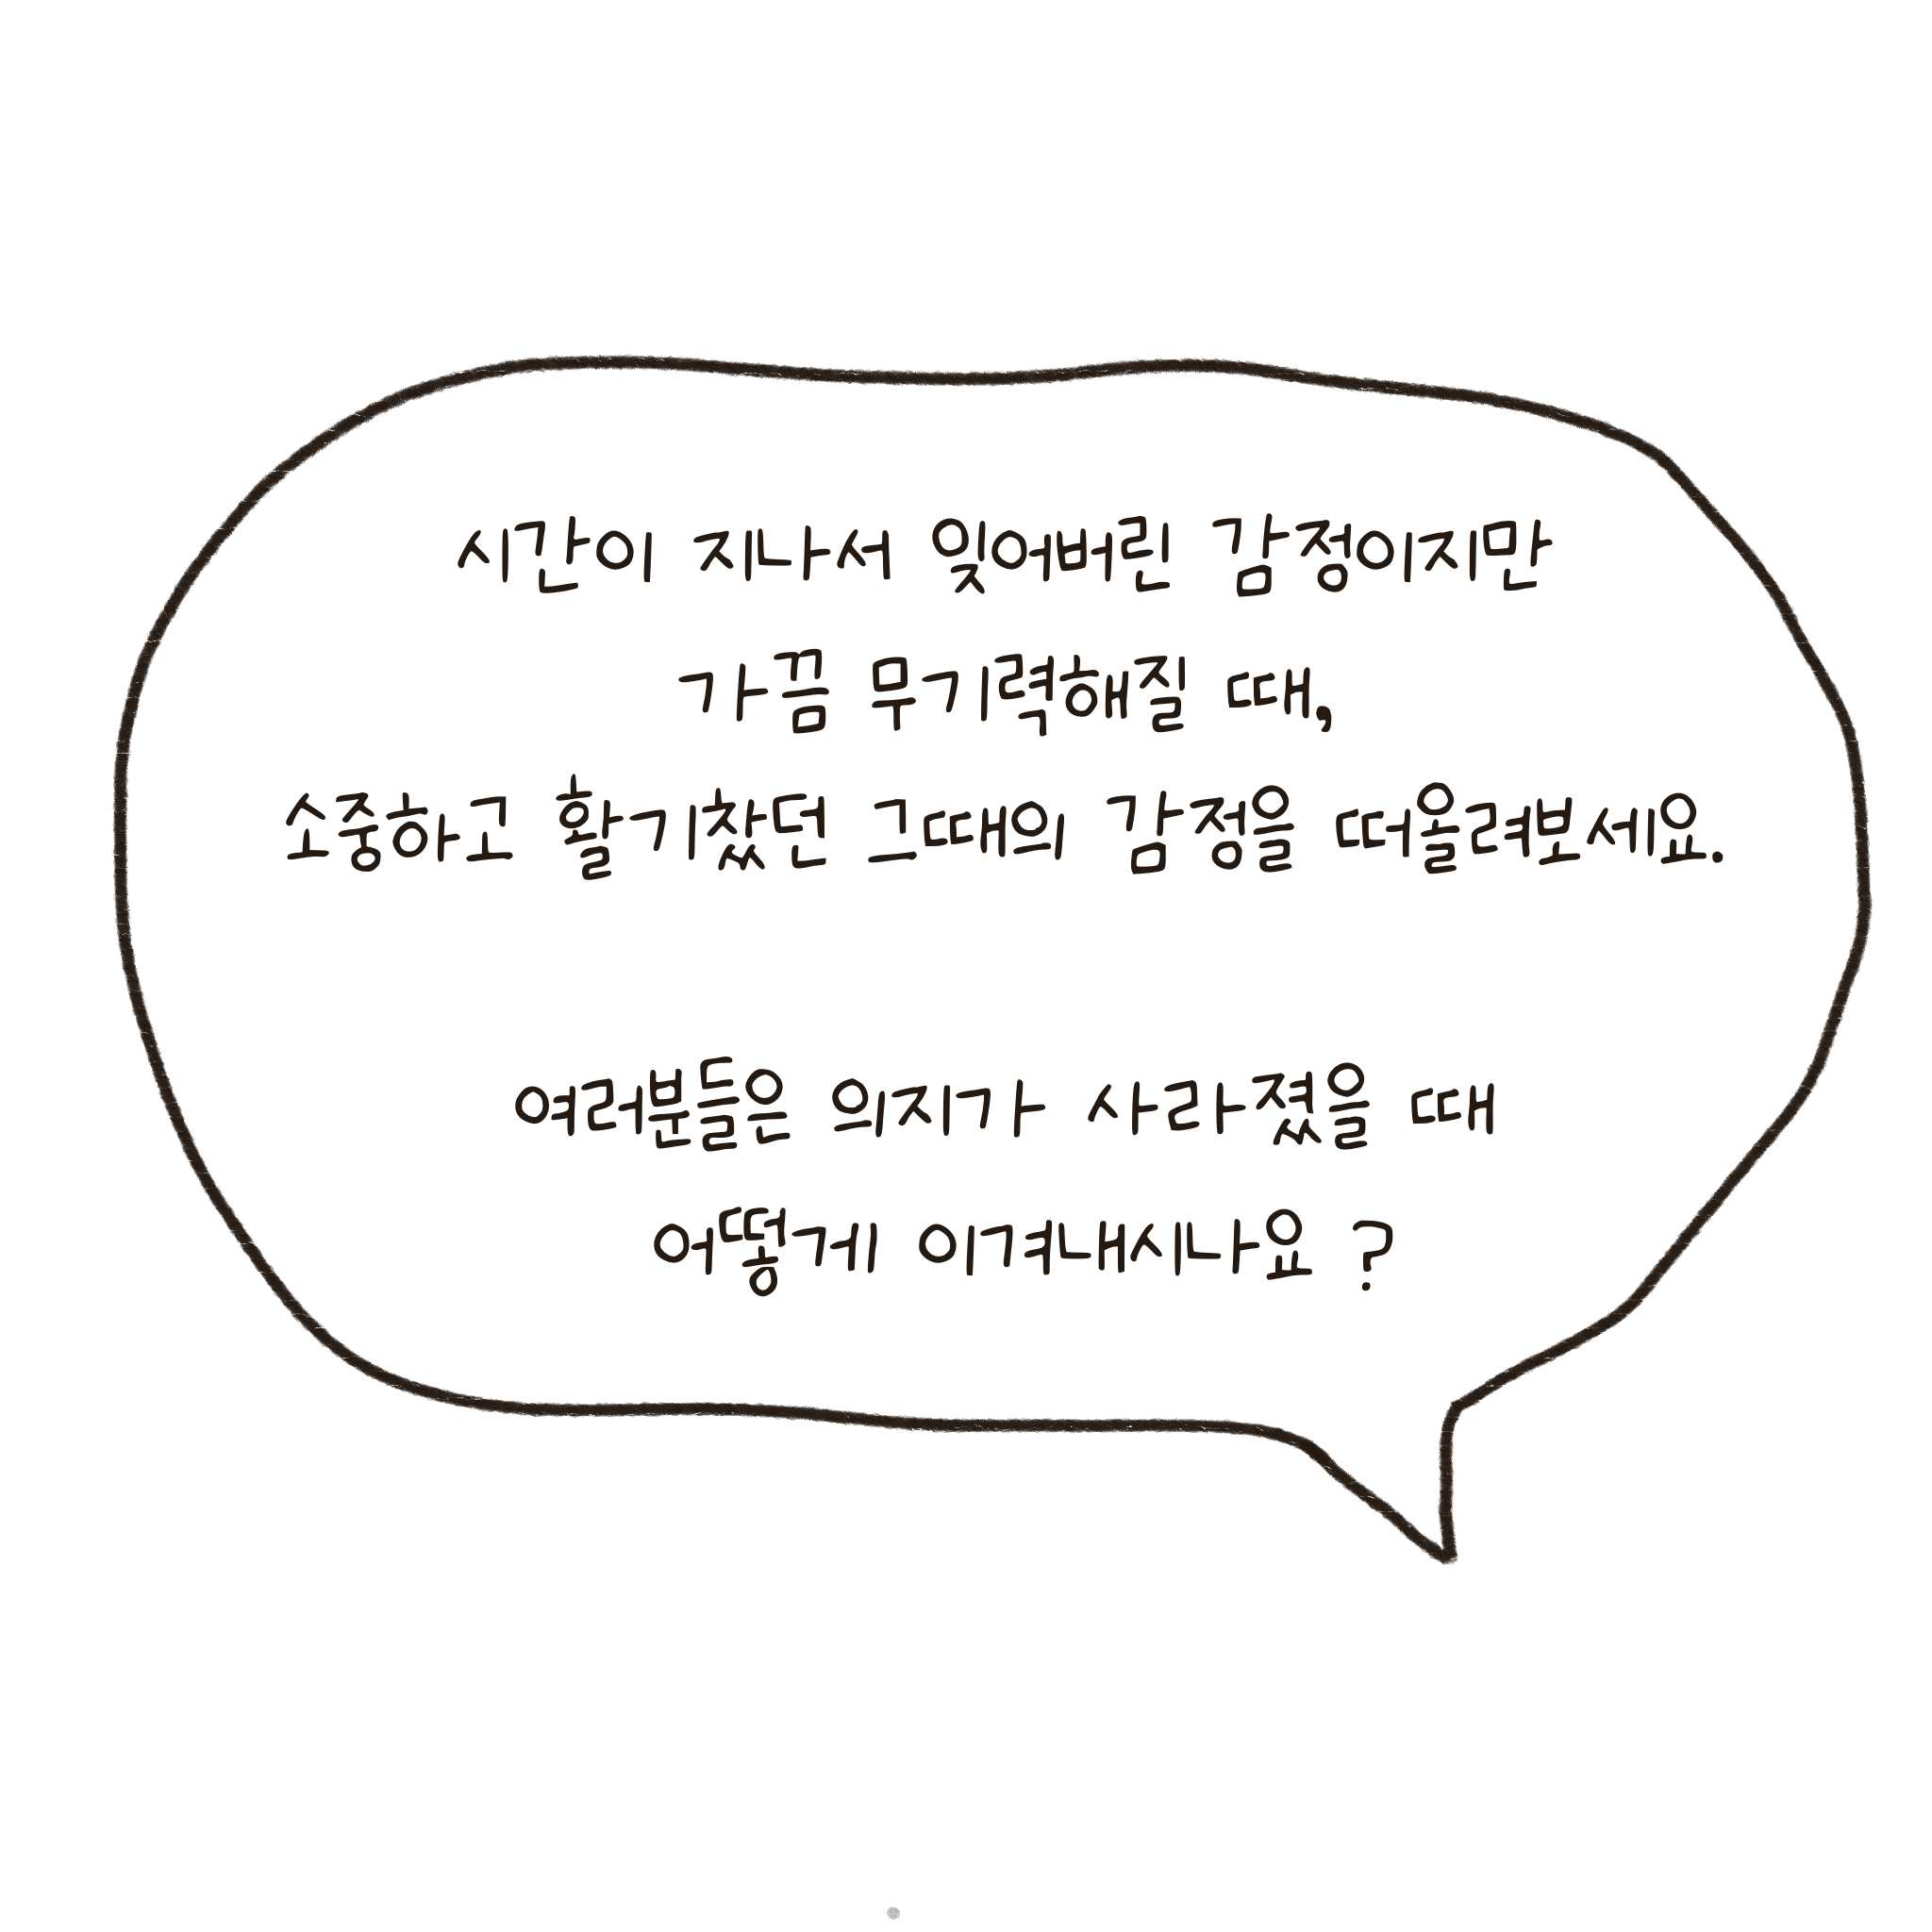 시간이 지나서 잊어버린 감정이지만
가끔 무기력해질 때,
소중하고 활기찼던 그때의 감정을 떠올려보세요.
여러분들은 의지가 사라졌을 때
어떻게 이겨내시나요 ?